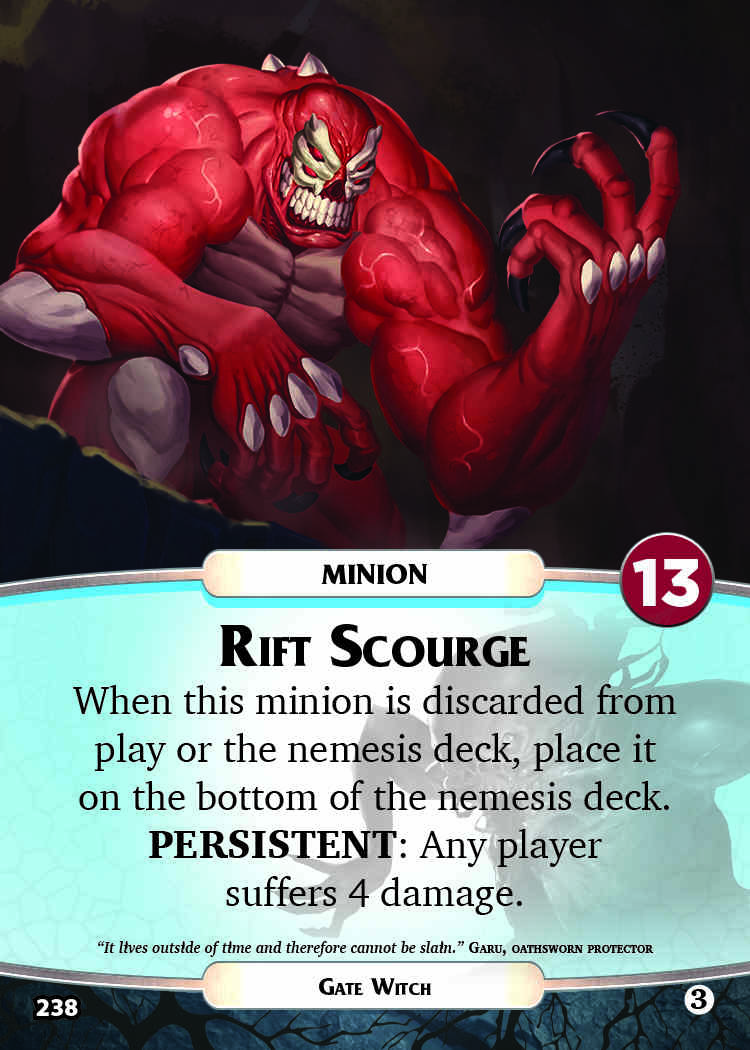 MINION
13
Rift Scourge
When this minion is discarded from
play or the nemesis deck, place it
on the bottom of the nemesis deck.
PERSISTENT: Any player
suffers 4 damage.
“It lives outside of time and therefore cannot be slain.” Garu, oathsworn protector
Gate Witch
238
3